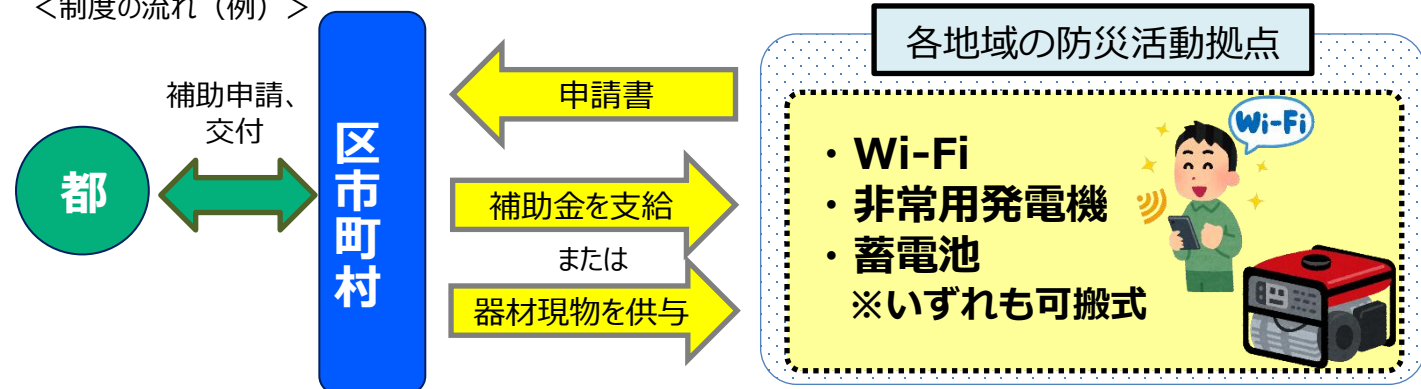 ＜制度の流れ（例）＞
補助申請、
交付
都
区市町村
申請書
補助金を支給
または
器材現物を供与
各地域の防災活動拠点
・Wi-Fi
・非常用発電機
・蓄電池
※いずれも可搬式
Wi-Fi